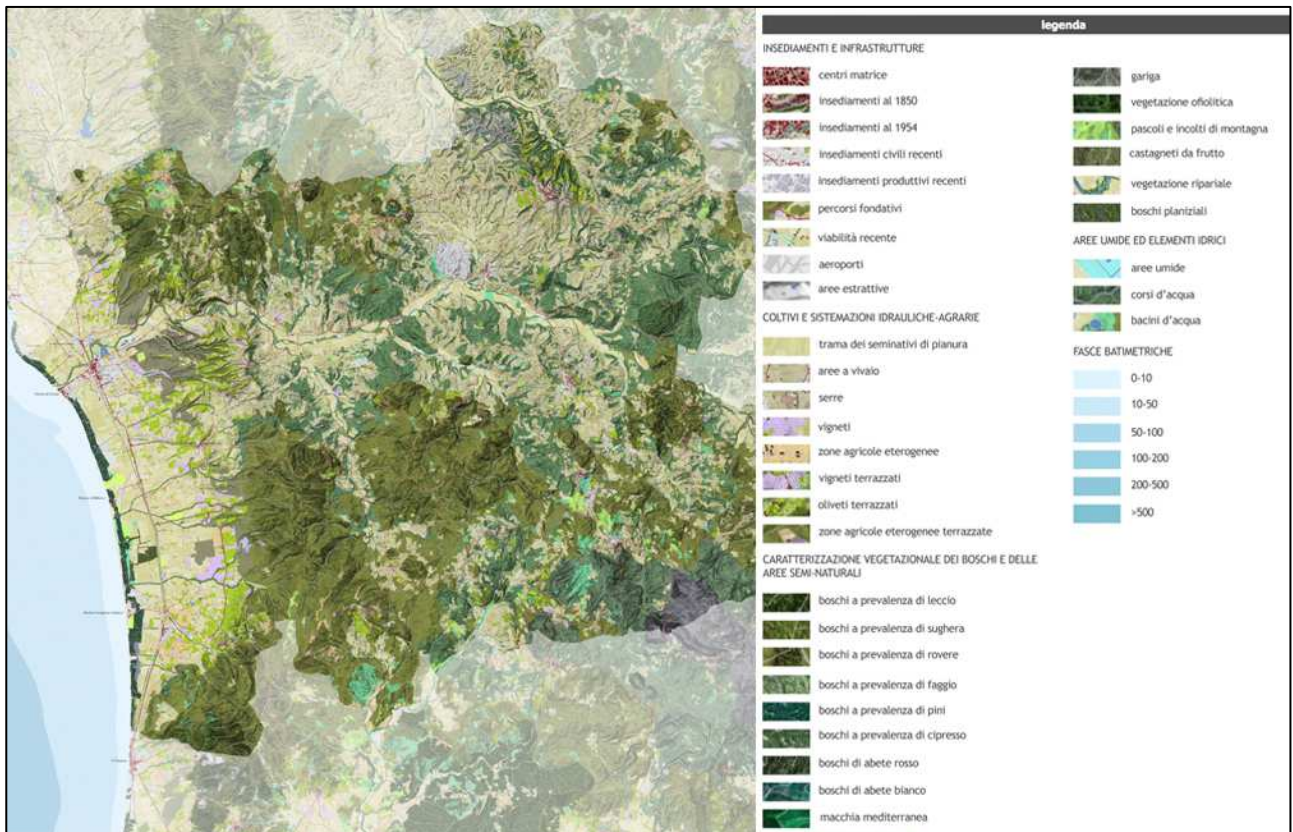 legenda
INSEDIAMENTI E INFRASTRUTTURE
centri matrice
insediamenti al 1850
insediamenti al 1954
insediamenti civili recenti
insediamenti produttivi recenti
percorsi fondativi
viabilità recente
aeroporti
aree estrattive
COLTIVI E SISTEMAZIONI IDRAULICHE-AGRARIE
trama dei seminativi di pianura
aree a vivaio
serre
vigneti
zone agricole eterogenee
vigneti terrazzati
oliveti terrazzati
zone agricole eterogenee terrazzate
CARATTERIZZAZIONE VEGETAZIONALE DEI BOSCHI E DELLE
AREE SEMI-NATURALI
boschi a prevalenza di leccio
boschi a prevalenza di sughera
boschi a prevalenza di rovere
boschi a prevalenza di faggio
boschi a prevalenza di pini
boschi a prevalenza di cipresso
boschi di abete rosso
boschi di abete bianco
macchia mediterranea
gariga
vegetazione ofiolitica
pascoli e incolti di montagna
castagneti da frutto
vegetazione ripariale
boschi planiziali
AREE UMIDE ED ELEMENTI IDRICI
aree umide
corsi d'acqua
bacini d'acqua
FASCE BATIMETRICHE
0-10
10-50
50-100
100-200
200-500
>500